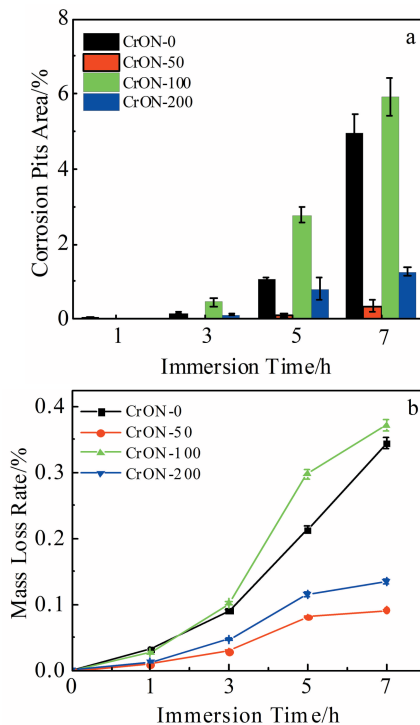 a
CrON-0
CrON-50
CrON-100
CrON-200
8
6
4
2
0
Corrosion Pits Area/%
1 3 5 7
Immersion Time/h
b
CrON-0
CrON-50
CrON-100
CrON-200
0.4
0.3
0.2
0.1
0.0
Mass Loss Rate/%
0 1 3 5 7
Immersion Time/h